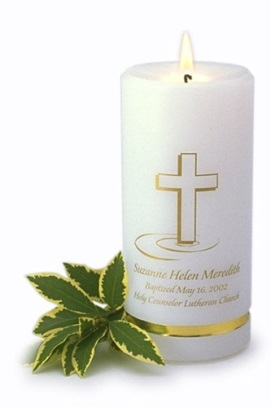 Suzanne Helen Meredith
Baptized May 16, 2002
Holy Counselor Lutheran Church